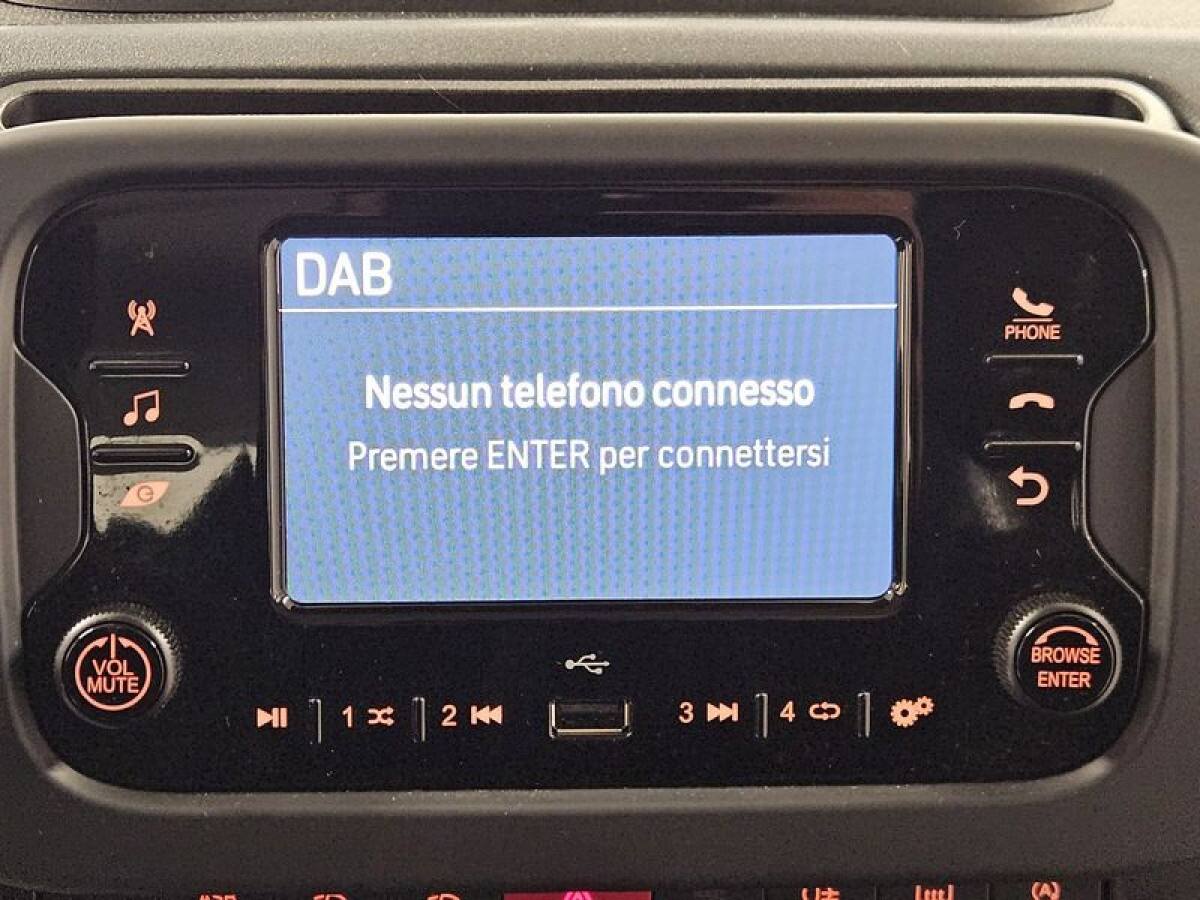 DAB
Nessun telefono connesso
Premere ENTER per connettersi
PHONE
VOL
MUTE
BROWSE
ENTER
1
2
3
4